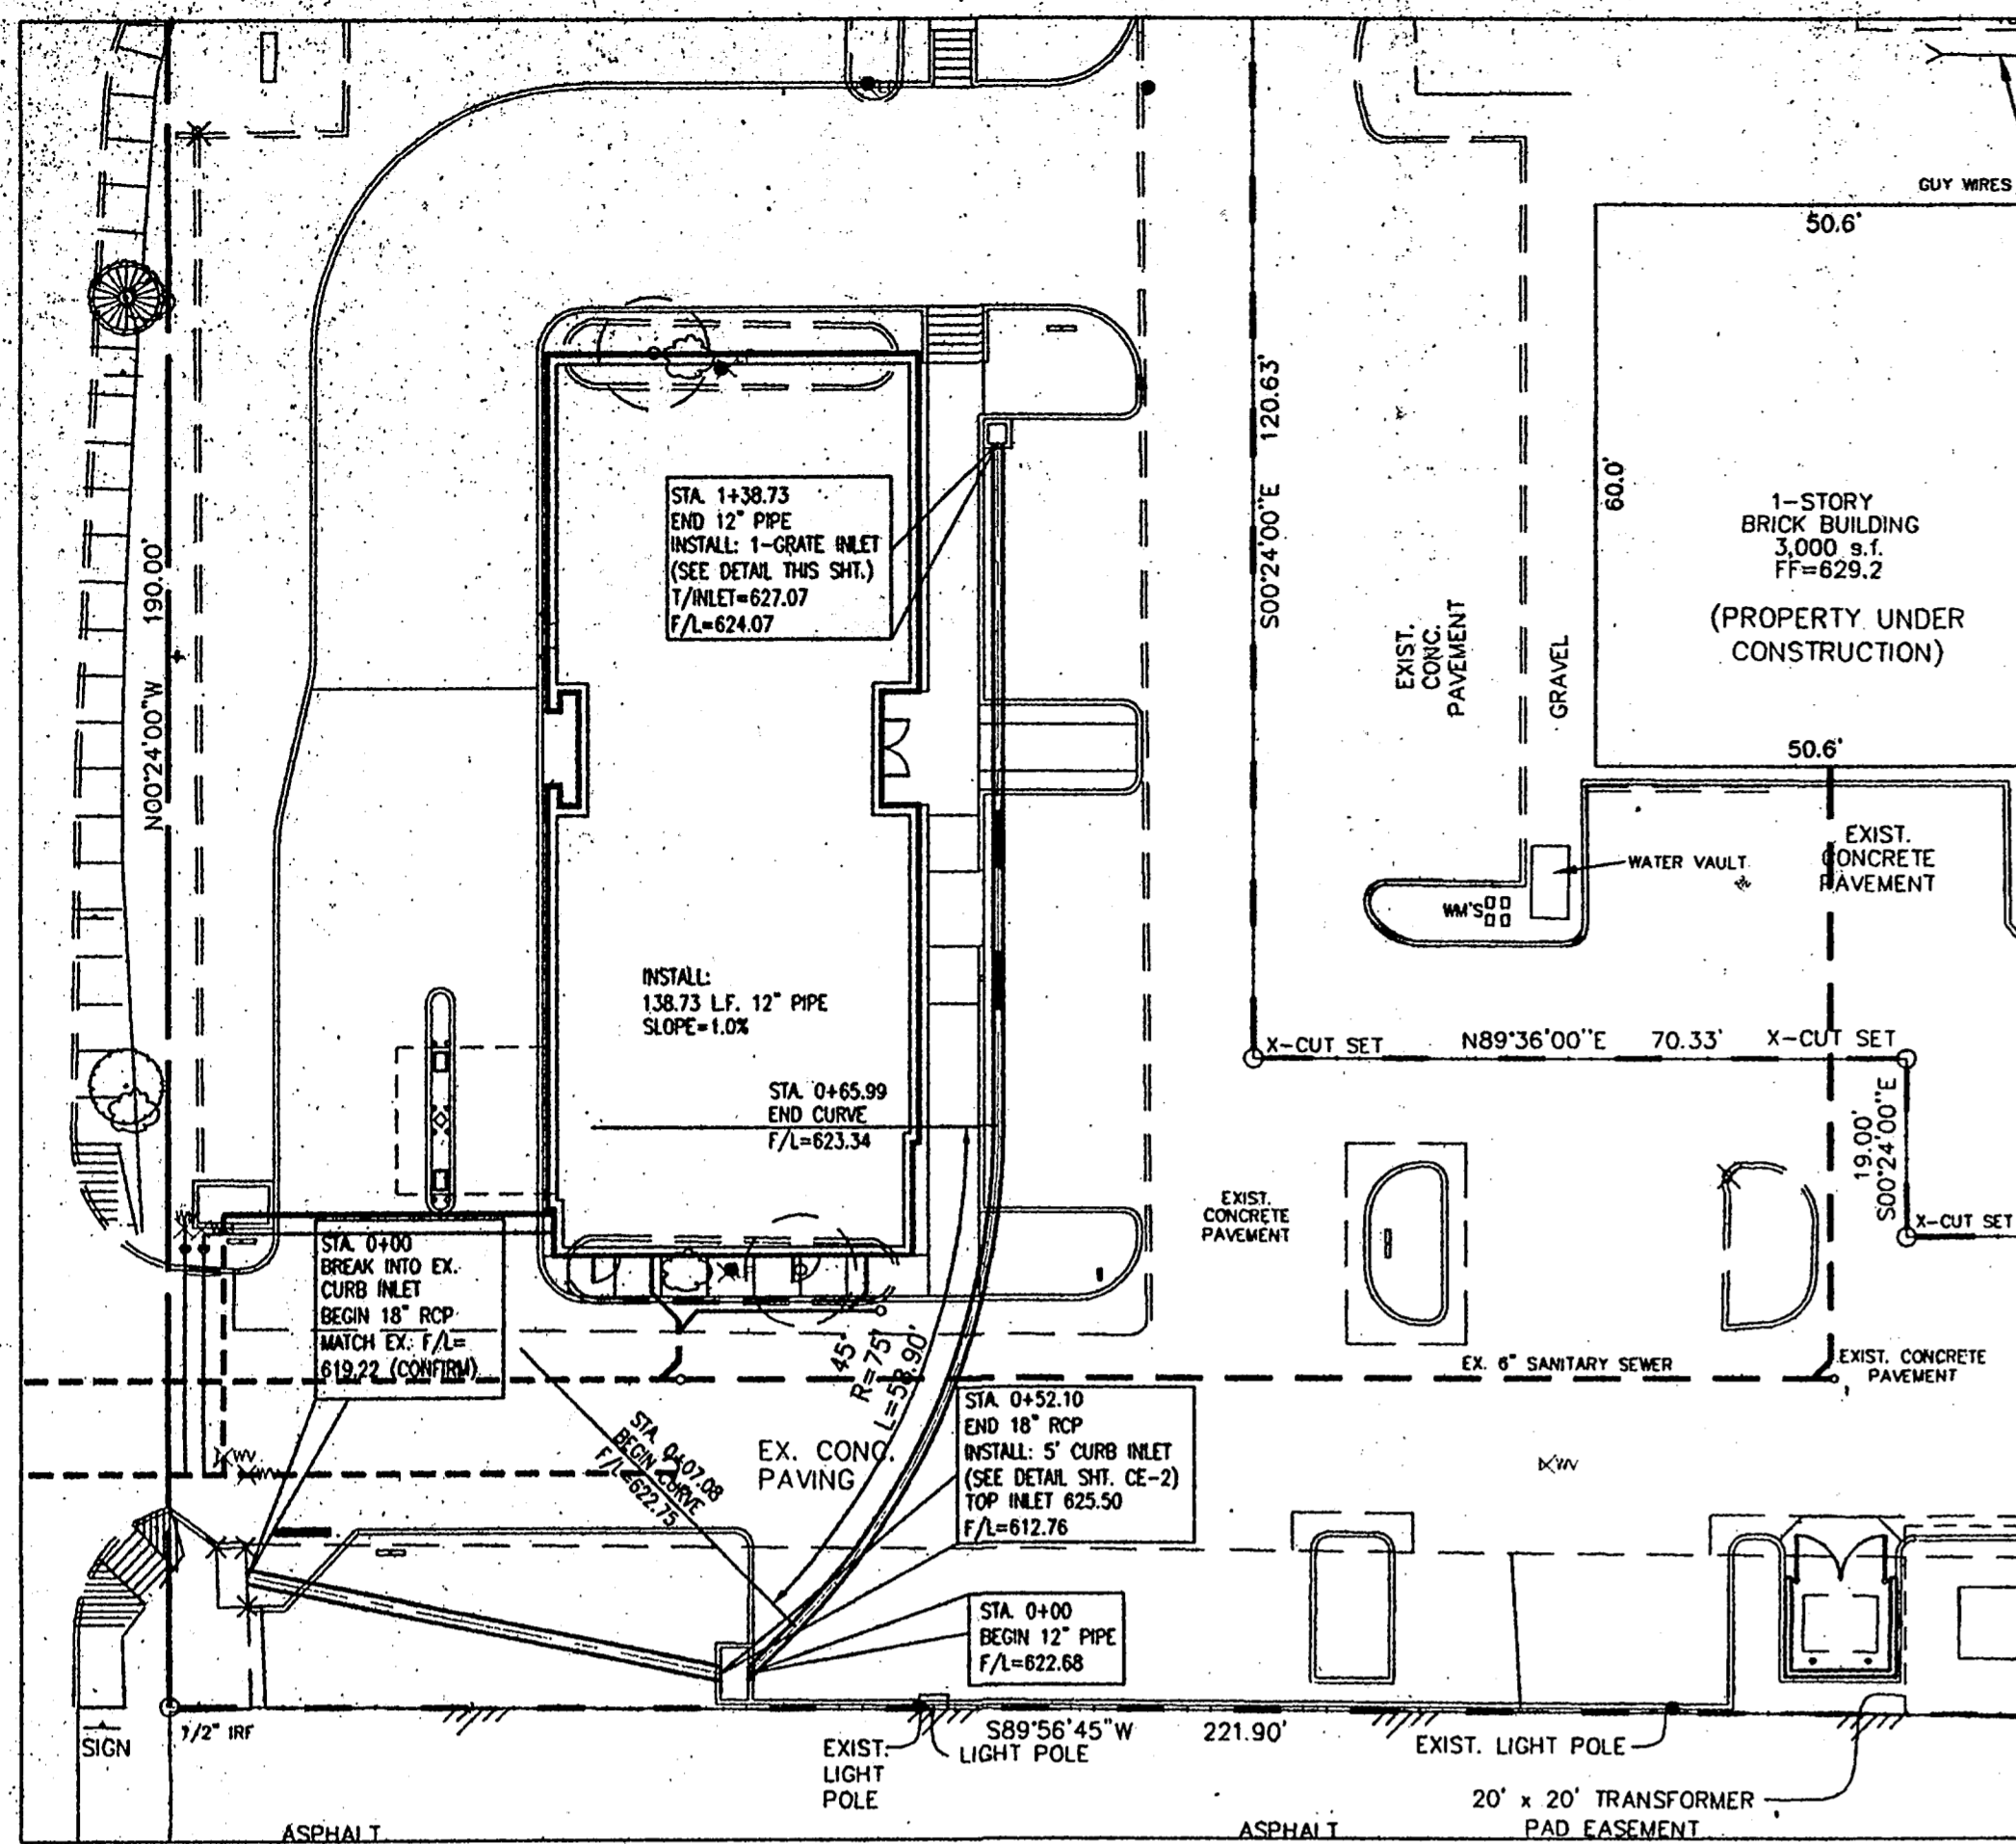 GUY WIRES
50.6'
120.63'
S00°24'00"E
60.0'
1-STORY
BRICK BUILDING
3,000 s.f.
FF=629.2
(PROPERTY UNDER
CONSTRUCTION)
STA. 1+38.73
END 12" PIPE
INSTALL: 1-GRATE INLET
(SEE DETAIL THIS SHT.)
T/INLET=627.07
F/L=624.07
190.00'
N00°24'00"W
EXIST.
CONC.
PAVEMENT
GRAVEL
50.6'
EXIST.
CONCRETE
PAVEMENT
WATER VAULT
WM'S
INSTALL:
138.73 L.F. 12" PIPE
SLOPE=1.0%
X-CUT SET
N89°36'00"E 70.33'
X-CUT SET
STA. 0+65.99
END CURVE
F/L=623.34
19.00'
S00°24'00"E
X-CUT SET
EXIST.
CONCRETE
PAVEMENT
STA. 0+00
BREAK INTO EX.
CURB INLET
BEGIN 18" RCP
MATCH EX. F/L=
619.22 (CONFIRM)
45°
R=75'
L=58.90'
EX. 6" SANITARY SEWER
EXIST. CONCRETE
PAVEMENT
STA. 0+07.08
BEGIN CURVE
F/L=622.75
EX. CONC.
PAVING
STA. 0+52.10
END 18" RCP
INSTALL: 5' CURB INLET
(SEE DETAIL SHT. CE-2)
TOP INLET 625.50
F/L=612.76
WV
WV
WV
STA. 0+00
BEGIN 12" PIPE
F/L=622.68
SIGN
1/2" IRF
EXIST.
LIGHT
POLE
LIGHT POLE
S89°56'45"W 221.90'
EXIST. LIGHT POLE
20' x 20' TRANSFORMER
PAD EASEMENT
ASPHALT
ASPHALT